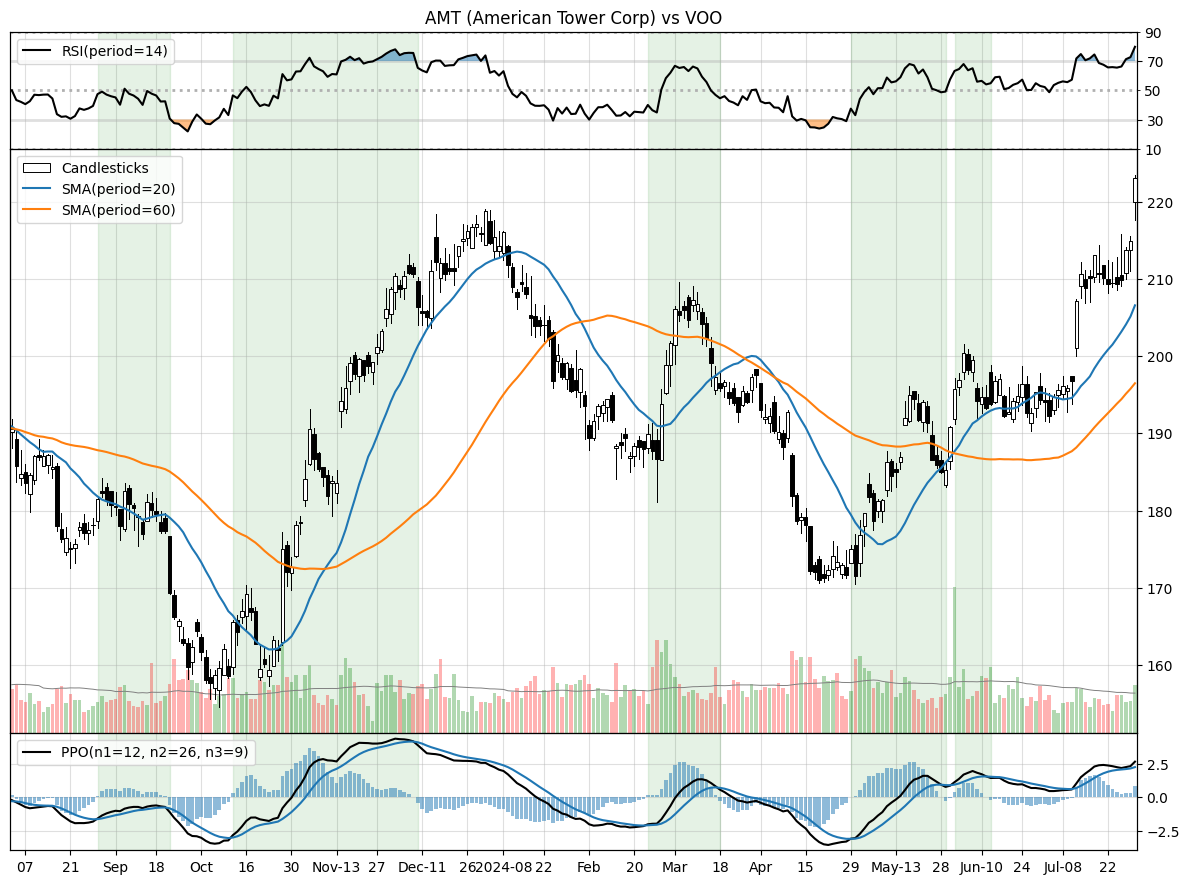 AMT (American Tower Corp) vs VOO
RSI(period=14)
90
70
50
30
10
Candlesticks
SMA(period=20)
SMA(period=60)
220
210
200
190
180
170
160
PPO(n1=12, n2=26, n3=9)
2.5
0.0
−2.5
07 21 Sep 18 Oct 16 30 Nov-13 27 Dec-11 26 2024-08 22 Feb 20 Mar 18 Apr 15 29 May-13 28 Jun-10 24 Jul-08 22